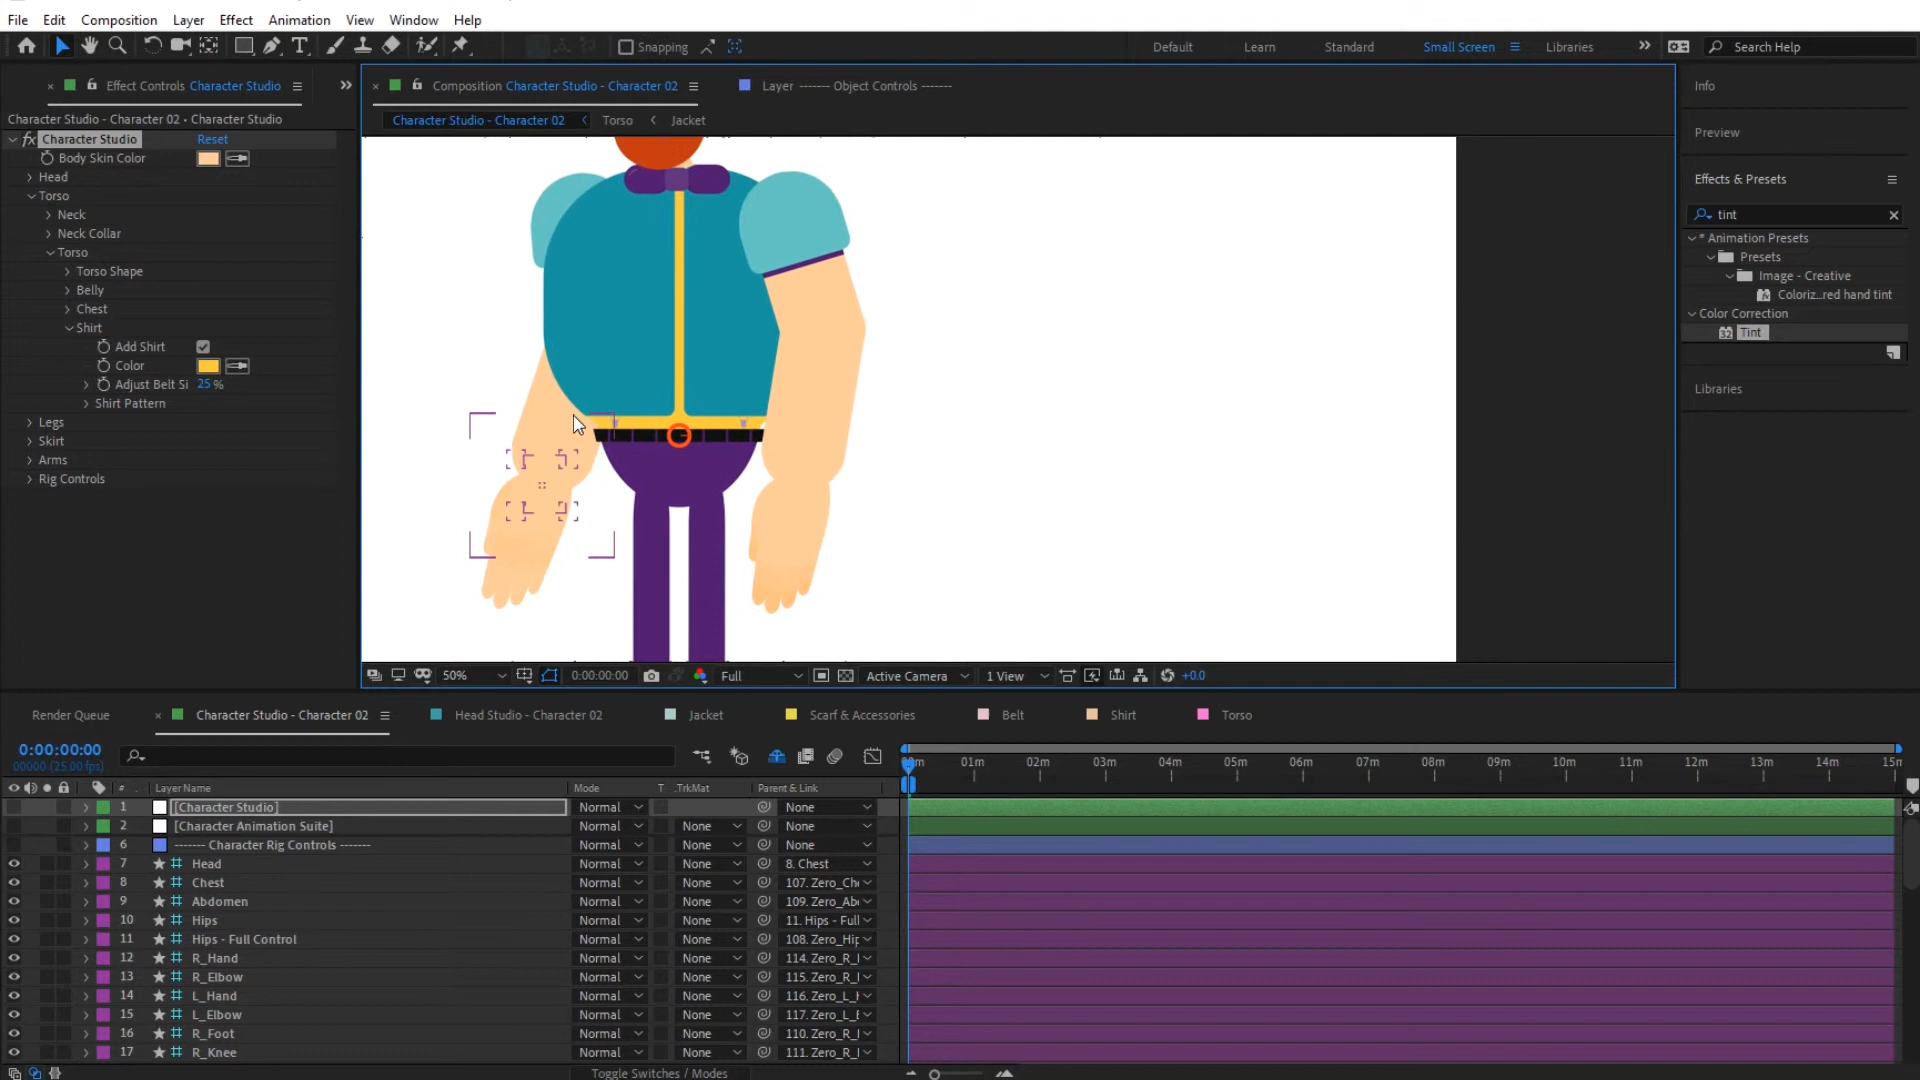 File Edit Composition Layer Effect Animation View Window Help
Snapping
Default Learn Standard Small Screen Libraries Search Help
Effect Controls Character Studio
Composition Character Studio - Character 02
Layer ------- Object Controls -------
Info
Character Studio - Character 02 • Character Studio
Character Studio - Character 02 Torso Jacket
fx Character Studio Reset
Body Skin Color
Head
Torso
Neck
Neck Collar
Torso
Torso Shape
Belly
Chest
Shirt
Add Shirt
Color
Adjust Belt Si 25 %
Shirt Pattern
Legs
Skirt
Arms
Rig Controls
Preview
Effects & Presets
tint
* Animation Presets
Presets
Image - Creative
Coloriz...red hand tint
Color Correction
32 Tint
Libraries
50% 0:00:00:00 Full Active Camera 1 View +0.0
Render Queue Character Studio - Character 02 Head Studio - Character 02 Jacket Scarf & Accessories Belt Shirt Torso
0:00:00:00
00000 (25.00 fps)
01m 02m 03m 04m 05m 06m 07m 08m 09m 10m 11m 12m 13m 14m
# Layer Name Mode T .TrkMat Parent & Link
1 [Character Studio] Normal None
2 [Character Animation Suite] Normal None None
6 ------- Character Rig Controls ------- Normal None None
7 Head Normal None 8. Chest
8 Chest Normal None 107. Zero_Ch
9 Abdomen Normal None 109. Zero_Ab
10 Hips Normal None 11. Hips - Full
11 Hips - Full Control Normal None 108. Zero_Hip
12 R_Hand Normal None 114. Zero_R_
13 R_Elbow Normal None 115. Zero_R_
14 L_Hand Normal None 116. Zero_L_
15 L_Elbow Normal None 117. Zero_L_
16 R_Foot Normal None 110. Zero_R_
17 R_Knee Normal None 111. Zero_R_
Toggle Switches / Modes